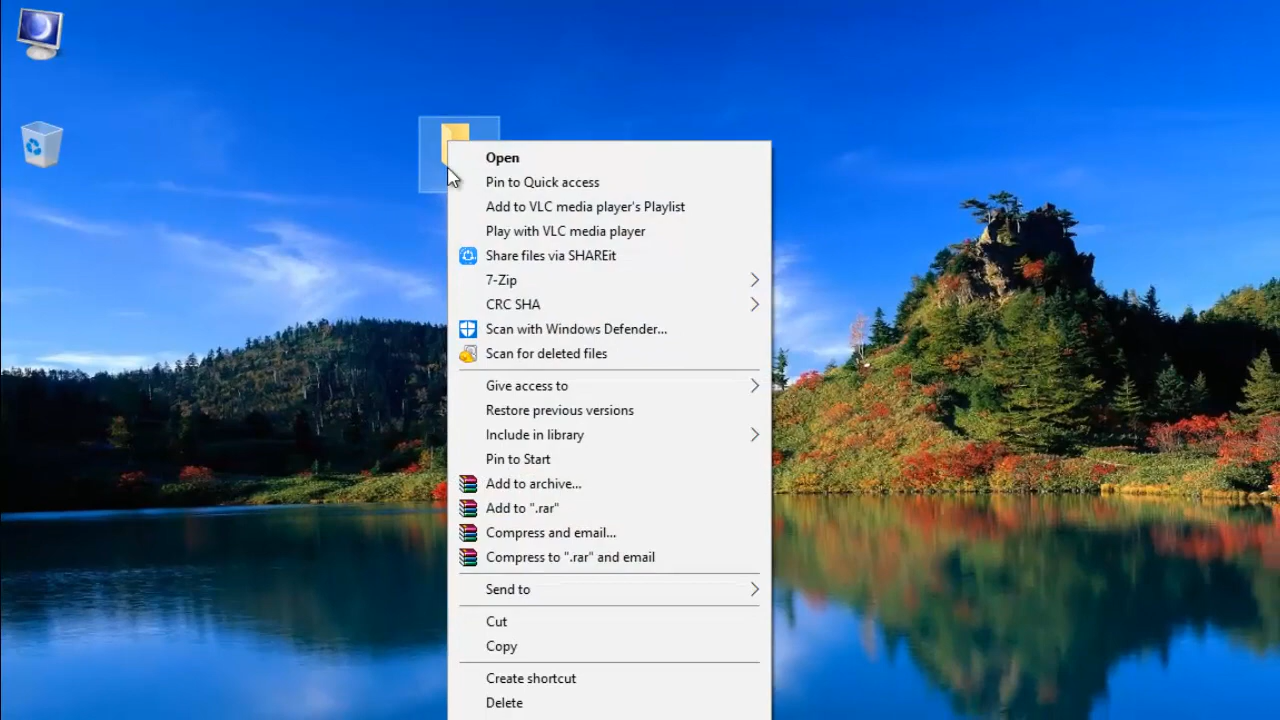 Open
Pin to Quick access
Add to VLC media player's Playlist
Play with VLC media player
Share files via SHAREit
7-Zip
CRC SHA
Scan with Windows Defender...
Scan for deleted files
Give access to
Restore previous versions
Include in library
Pin to Start
Add to archive...
Add to ".rar"
Compress and email...
Compress to ".rar" and email
Send to
Cut
Copy
Create shortcut
Delete